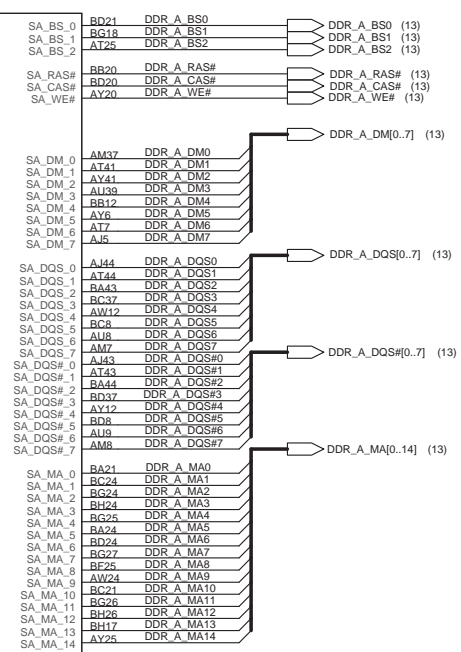 SA_BS_0 BD21 DDR_A_BS0 DDR_A_BS0 (13)
SA_BS_1 BG18 DDR_A_BS1 DDR_A_BS1 (13)
SA_BS_2 AT25 DDR_A_BS2 DDR_A_BS2 (13)
SA_RAS# BB20 DDR_A_RAS# DDR_A_RAS# (13)
SA_CAS# BD20 DDR_A_CAS# DDR_A_CAS# (13)
SA_WE# AY20 DDR_A_WE# DDR_A_WE# (13)
DDR_A_DM[0..7] (13)
SA_DM_0 AM37 DDR_A_DM0
SA_DM_1 AT41 DDR_A_DM1
SA_DM_2 AY41 DDR_A_DM2
SA_DM_3 AU39 DDR_A_DM3
SA_DM_4 BB12 DDR_A_DM4
SA_DM_5 AY6 DDR_A_DM5
SA_DM_6 AT7 DDR_A_DM6
SA_DM_7 AJ5 DDR_A_DM7
DDR_A_DQS[0..7] (13)
SA_DQS_0 AJ44 DDR_A_DQS0
SA_DQS_1 AT44 DDR_A_DQS1
SA_DQS_2 BA43 DDR_A_DQS2
SA_DQS_3 BC37 DDR_A_DQS3
SA_DQS_4 AW12 DDR_A_DQS4
SA_DQS_5 BC8 DDR_A_DQS5
SA_DQS_6 AU8 DDR_A_DQS6
SA_DQS_7 AM7 DDR_A_DQS7
SA_DQS#_0 AJ43 DDR_A_DQS#0 DDR_A_DQS#[0..7] (13)
SA_DQS#_1 AT43 DDR_A_DQS#1
SA_DQS#_2 BA44 DDR_A_DQS#2
SA_DQS#_3 BD37 DDR_A_DQS#3
SA_DQS#_4 AY12 DDR_A_DQS#4
SA_DQS#_5 BD8 DDR_A_DQS#5
SA_DQS#_6 AU9 DDR_A_DQS#6
SA_DQS#_7 AM8 DDR_A_DQS#7
DDR_A_MA[0..14] (13)
SA_MA_0 BA21 DDR_A_MA0
SA_MA_1 BC24 DDR_A_MA1
SA_MA_2 BG24 DDR_A_MA2
SA_MA_3 BH24 DDR_A_MA3
SA_MA_4 BG25 DDR_A_MA4
SA_MA_5 BA24 DDR_A_MA5
SA_MA_6 BD24 DDR_A_MA6
SA_MA_7 BG27 DDR_A_MA7
SA_MA_8 BF25 DDR_A_MA8
SA_MA_9 AW24 DDR_A_MA9
SA_MA_10 BC21 DDR_A_MA10
SA_MA_11 BG26 DDR_A_MA11
SA_MA_12 BH26 DDR_A_MA12
SA_MA_13 BH17 DDR_A_MA13
SA_MA_14 AY25 DDR_A_MA14